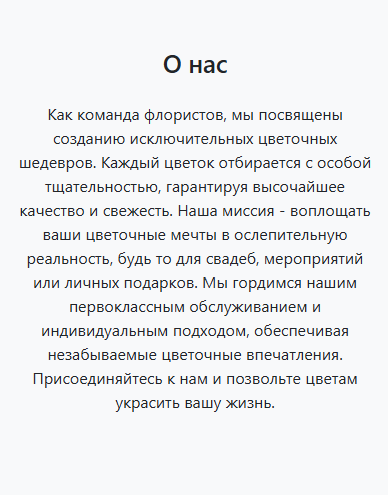 О нас
Как команда флористов, мы посвящены
созданию исключительных цветочных
шедевров. Каждый цветок отбирается с особой
тщательностью, гарантируя высочайшее
качество и свежесть. Наша миссия - воплощать
ваши цветочные мечты в ослепительную
реальность, будь то для свадеб, мероприятий
или личных подарков. Мы гордимся нашим
первоклассным обслуживанием и
индивидуальным подходом, обеспечивая
незабываемые цветочные впечатления.
Присоединяйтесь к нам и позвольте цветам
украсить вашу жизнь.